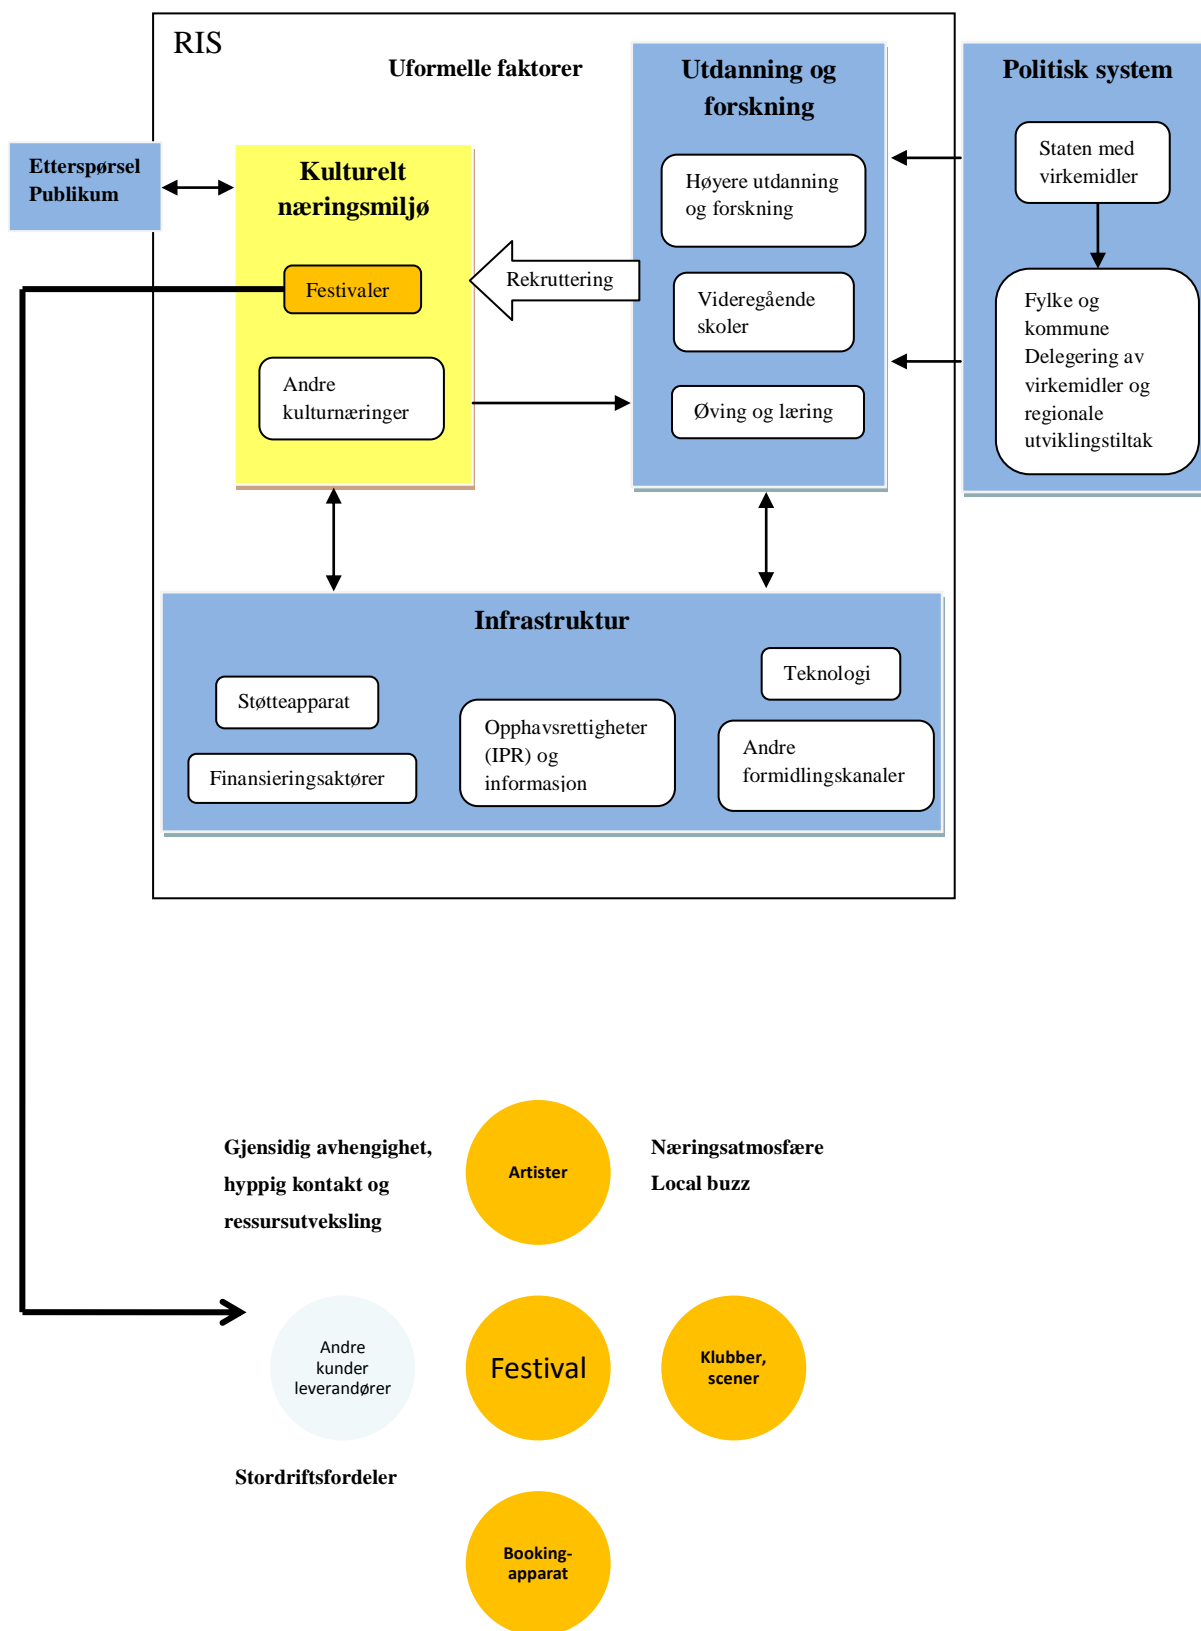 RIS
Uformelle faktorer
Utdanning og
forskning
Politisk system
Etterspørsel
Publikum
Kulturelt
næringsmiljø
Festivaler
Andre
kulturnæringer
Rekruttering
Høyere utdanning
og forskning
Videregående
skoler
Øving og læring
Staten med
virkemidler
Fylke og
kommune
Delegering av
virkemidler og
regionale
utviklingstiltak
Infrastruktur
Støtteapparat
Finansieringsaktører
Opphavsrettigheter
(IPR) og
informasjon
Teknologi
Andre
formidlingskanaler
Gjensidig avhengighet,
hyppig kontakt og
ressursutveksling
Artister
Næringsatmosfære
Local buzz
Andre
kunder
leverandører
Festival
Klubber,
scener
Stordriftsfordeler
Booking-
apparat